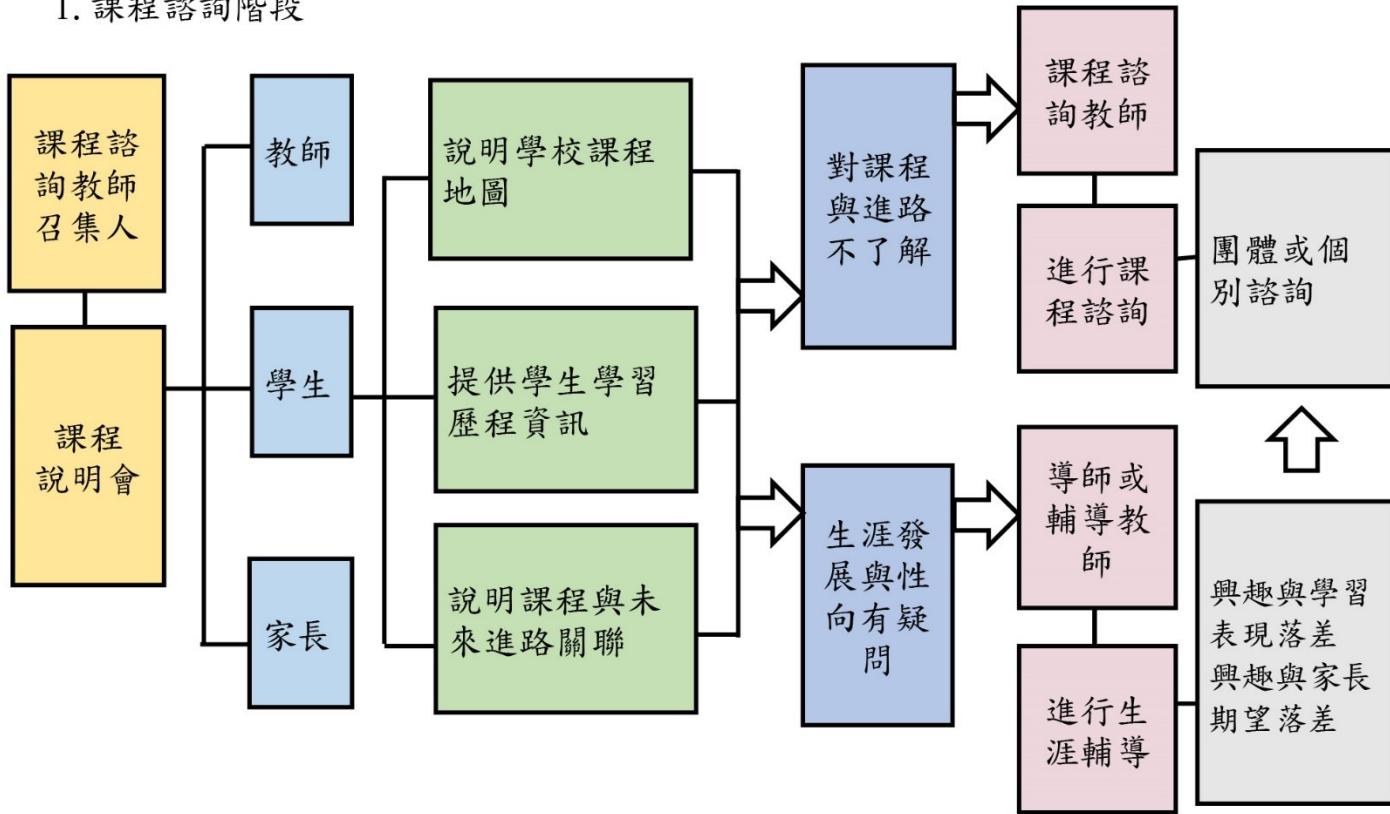 1. 課程諮詢階段
課程諮
詢教師
召集人
課程
說明會
教師
學生
家長
說明學校課程
地圖
提供學生學習
歷程資訊
說明課程與未
來進路關聯
對課程
與進路
不了解
生涯發
展與性
向有疑
問
課程諮
詢教師
進行課
程諮詢
團體或個
別諮詢
導師或
輔導教
師
進行生
涯輔導
興趣與學習
表現落差
興趣與家長
期望落差